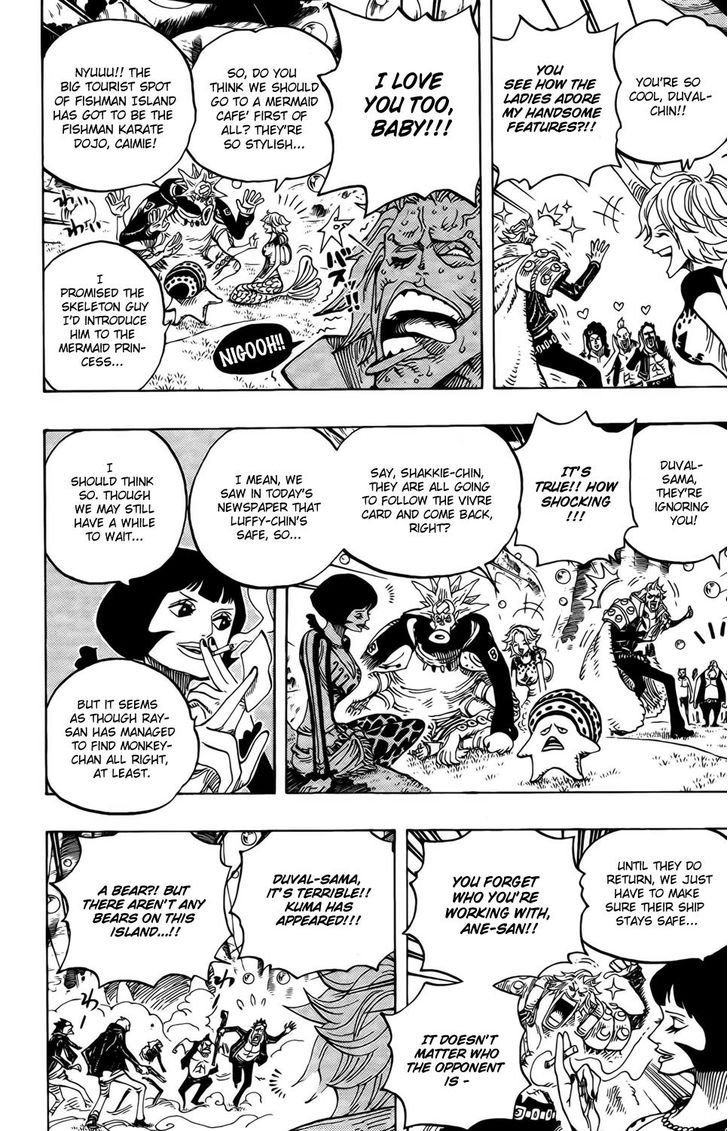 YOU'RE SO
COOL, DUVAL-
CHIN!!
YOU
SEE HOW THE
LADIES ADORE
MY HANDSOME
FEATURES?!!
I LOVE
YOU TOO,
BABY!!!
SO, DO YOU
THINK WE SHOULD
GO TO A MERMAID
CAFE' FIRST OF
ALL? THEY'RE
SO STYLISH...
NYUUU!! THE
BIG TOURIST SPOT
OF FISHMAN ISLAND
HAS GOT TO BE THE
FISHMAN KARATE
DOJO, CAIMIE!
I
PROMISED THE
SKELETON GUY
I'D INTRODUCE
HIM TO THE
MERMAID PRIN-
CESS...
NIGOOH!!
DUVAL-
SAMA,
THEY'RE
IGNORING
YOU!
IT'S
TRUE!! HOW
SHOCKING
!!!
SAY, SHAKKIE-CHIN,
THEY ARE ALL GOING
TO FOLLOW THE VIVRE
CARD AND COME BACK,
RIGHT?
I MEAN, WE
SAW IN TODAY'S
NEWSPAPER THAT
LUFFY-CHIN'S
SAFE, SO...
I
SHOULD THINK
SO. THOUGH
WE MAY STILL
HAVE A WHILE
TO WAIT...
BUT IT SEEMS
AS THOUGH RAY-
SAN HAS MANAGED
TO FIND MONKEY-
CHAN ALL RIGHT,
AT LEAST.
UNTIL THEY DO
RETURN, WE JUST
HAVE TO MAKE
SURE THEIR SHIP
STAYS SAFE...
YOU FORGET
WHO YOU'RE
WORKING WITH,
ANE-SAN!!
IT DOESN'T
MATTER WHO THE
OPPONENT
IS -
DUVAL-SAMA,
IT'S TERRIBLE!!
KUMA HAS
APPEARED!!!
A BEAR?! BUT
THERE AREN'T ANY
BEARS ON THIS
ISLAND...!!